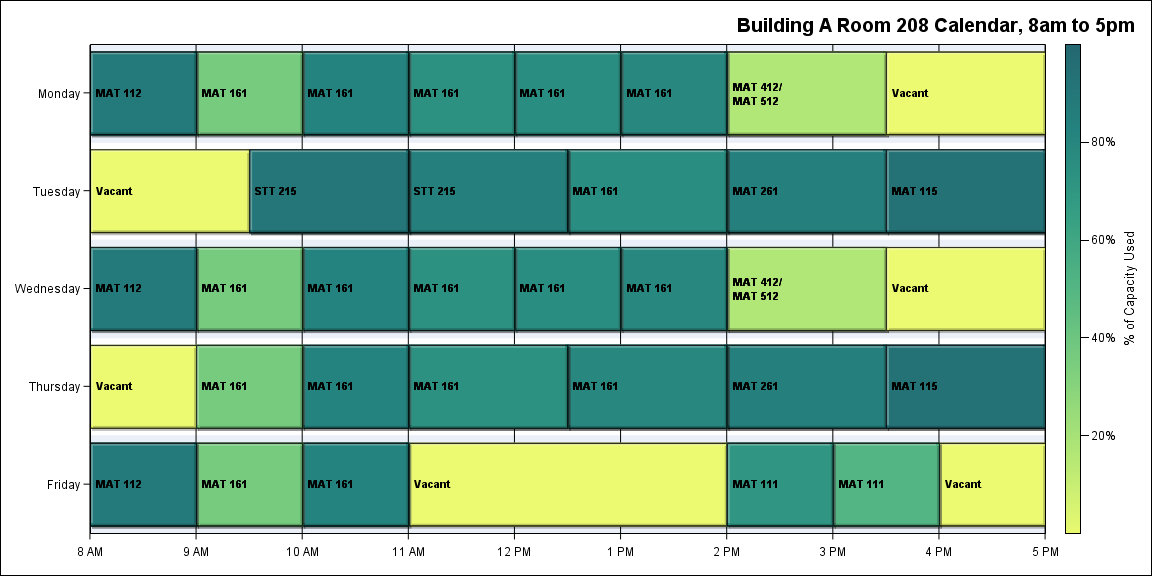 Building A Room 208 Calendar, 8am to 5pm
Monday
MAT 112
MAT 161
MAT 161
MAT 161
MAT 161
MAT 161
MAT 412/
MAT 512
Vacant
Tuesday
Vacant
STT 215
STT 215
MAT 161
MAT 261
MAT 115
Wednesday
MAT 112
MAT 161
MAT 161
MAT 161
MAT 161
MAT 161
MAT 412/
MAT 512
Vacant
Thursday
Vacant
MAT 161
MAT 161
MAT 161
MAT 161
MAT 261
MAT 115
Friday
MAT 112
MAT 161
MAT 161
Vacant
MAT 111
MAT 111
Vacant
8 AM
9 AM
10 AM
11 AM
12 PM
1 PM
2 PM
3 PM
4 PM
5 PM
80%
60%
40%
20%
% of Capacity Used